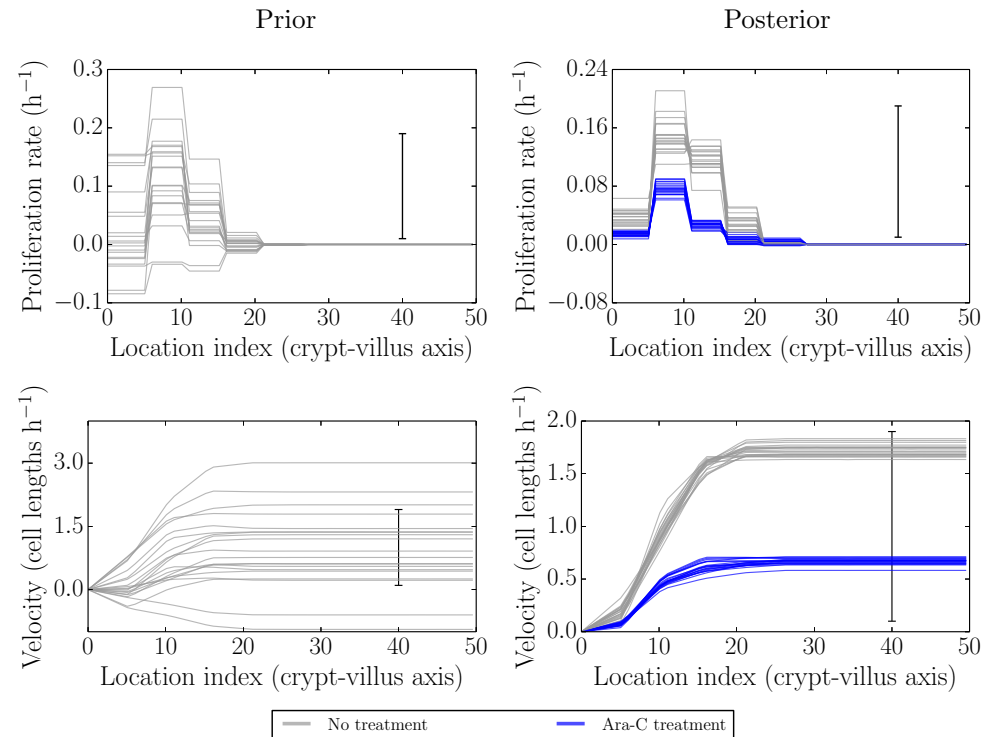 Prior
Posterior
Proliferation rate (h⁻¹)
0.3
0.2
0.1
0.0
−0.1
0 10 20 30 40 50
Location index (crypt-villus axis)
Proliferation rate (h⁻¹)
0.24
0.16
0.08
0.00
−0.08
0 10 20 30 40 50
Location index (crypt-villus axis)
Velocity (cell lengths h⁻¹)
3.0
1.5
0.0
0 10 20 30 40 50
Location index (crypt-villus axis)
Velocity (cell lengths h⁻¹)
2.0
1.5
1.0
0.5
0.0
0 10 20 30 40 50
Location index (crypt-villus axis)
No treatment
Ara-C treatment